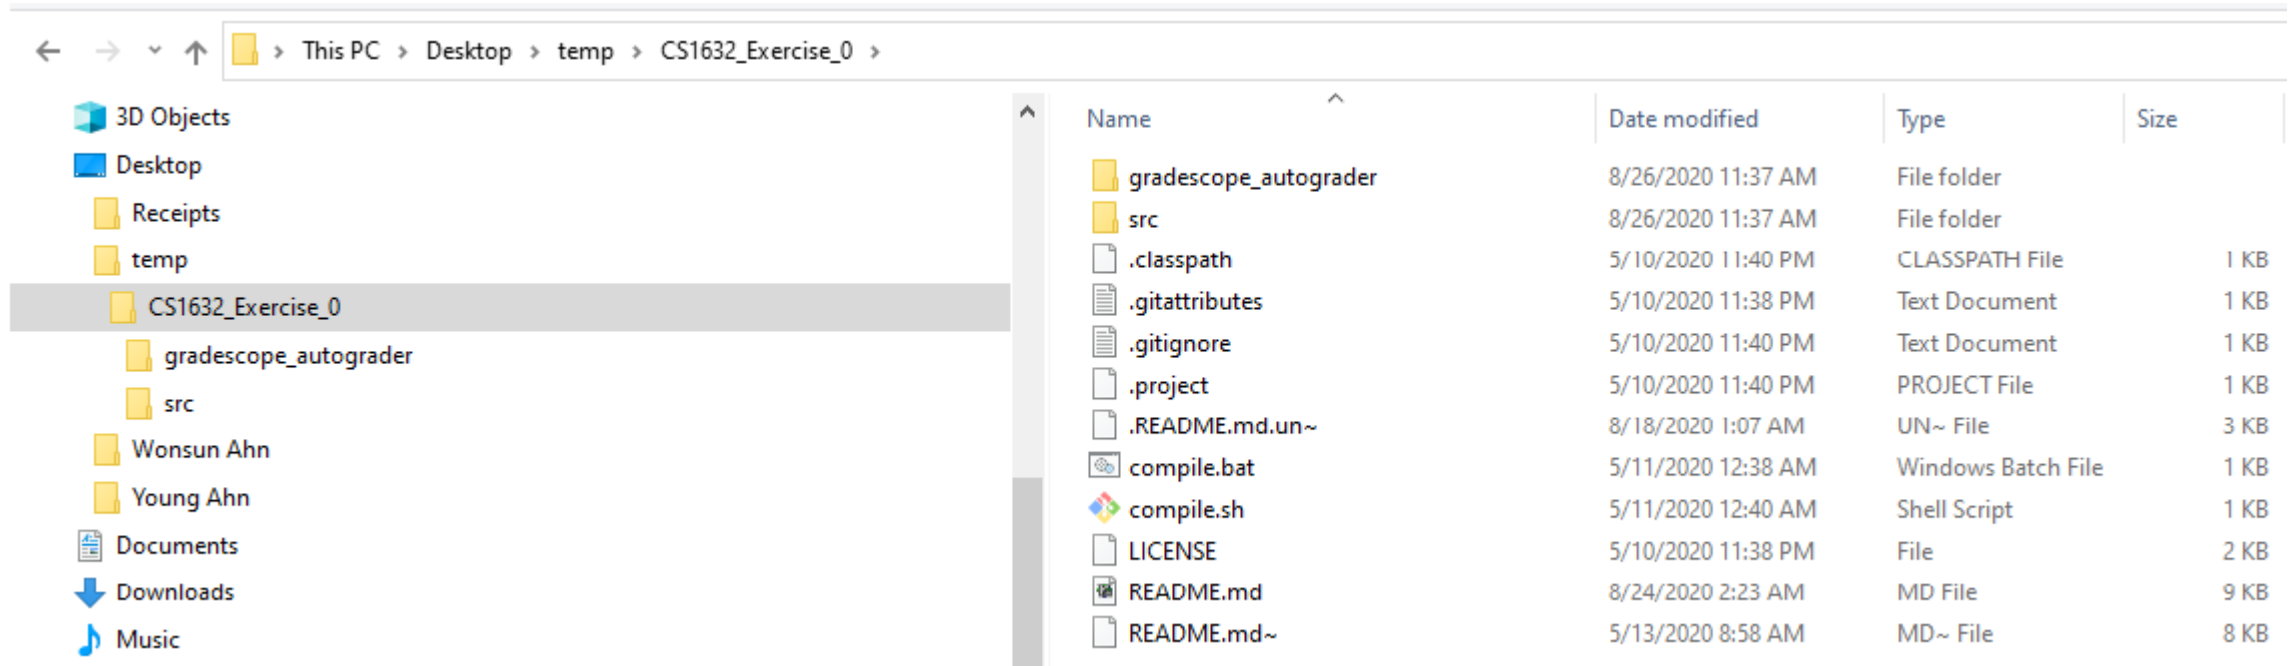 This PC > Desktop > temp > CS1632_Exercise_0 >
3D Objects
Desktop
Receipts
temp
CS1632_Exercise_0
gradescope_autograder
src
Wonsun Ahn
Young Ahn
Documents
Downloads
Music
Name Date modified Type Size
gradescope_autograder 8/26/2020 11:37 AM File folder
src 8/26/2020 11:37 AM File folder
.classpath 5/10/2020 11:40 PM CLASSPATH File 1 KB
.gitattributes 5/10/2020 11:38 PM Text Document 1 KB
.gitignore 5/10/2020 11:40 PM Text Document 1 KB
.project 5/10/2020 11:40 PM PROJECT File 1 KB
.README.md.un~ 8/18/2020 1:07 AM UN~ File 3 KB
compile.bat 5/11/2020 12:38 AM Windows Batch File 1 KB
compile.sh 5/11/2020 12:40 AM Shell Script 1 KB
LICENSE 5/10/2020 11:38 PM File 2 KB
README.md 8/24/2020 2:23 AM MD File 9 KB
README.md~ 5/13/2020 8:58 AM MD~ File 8 KB